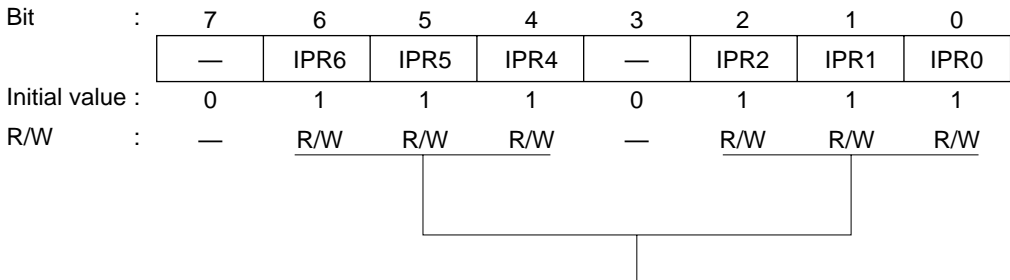 Bit : 7 6 5 4 3 2 1 0
— IPR6 IPR5 IPR4 — IPR2 IPR1 IPR0
Initial value : 0 1 1 1 0 1 1 1
R/W : — R/W R/W R/W — R/W R/W R/W